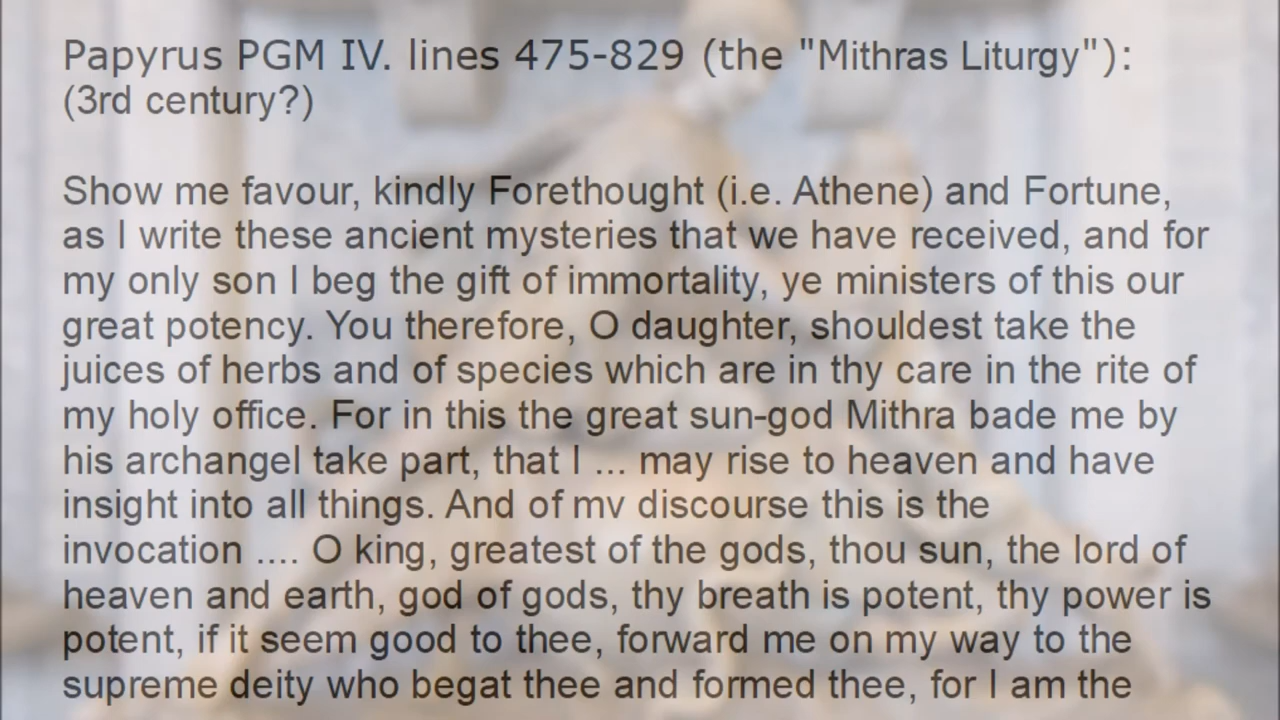 Papyrus PGM IV. lines 475-829 (the "Mithras Liturgy"):
(3rd century?)
Show me favour, kindly Forethought (i.e. Athene) and Fortune,
as I write these ancient mysteries that we have received, and for
my only son I beg the gift of immortality, ye ministers of this our
great potency. You therefore, O daughter, shouldest take the
juices of herbs and of species which are in thy care in the rite of
my holy office. For in this the great sun-god Mithra bade me by
his archangel take part, that I ... may rise to heaven and have
insight into all things. And of mv discourse this is the
invocation .... O king, greatest of the gods, thou sun, the lord of
heaven and earth, god of gods, thy breath is potent, thy power is
potent, if it seem good to thee, forward me on my way to the
supreme deity who begat thee and formed thee, for I am the